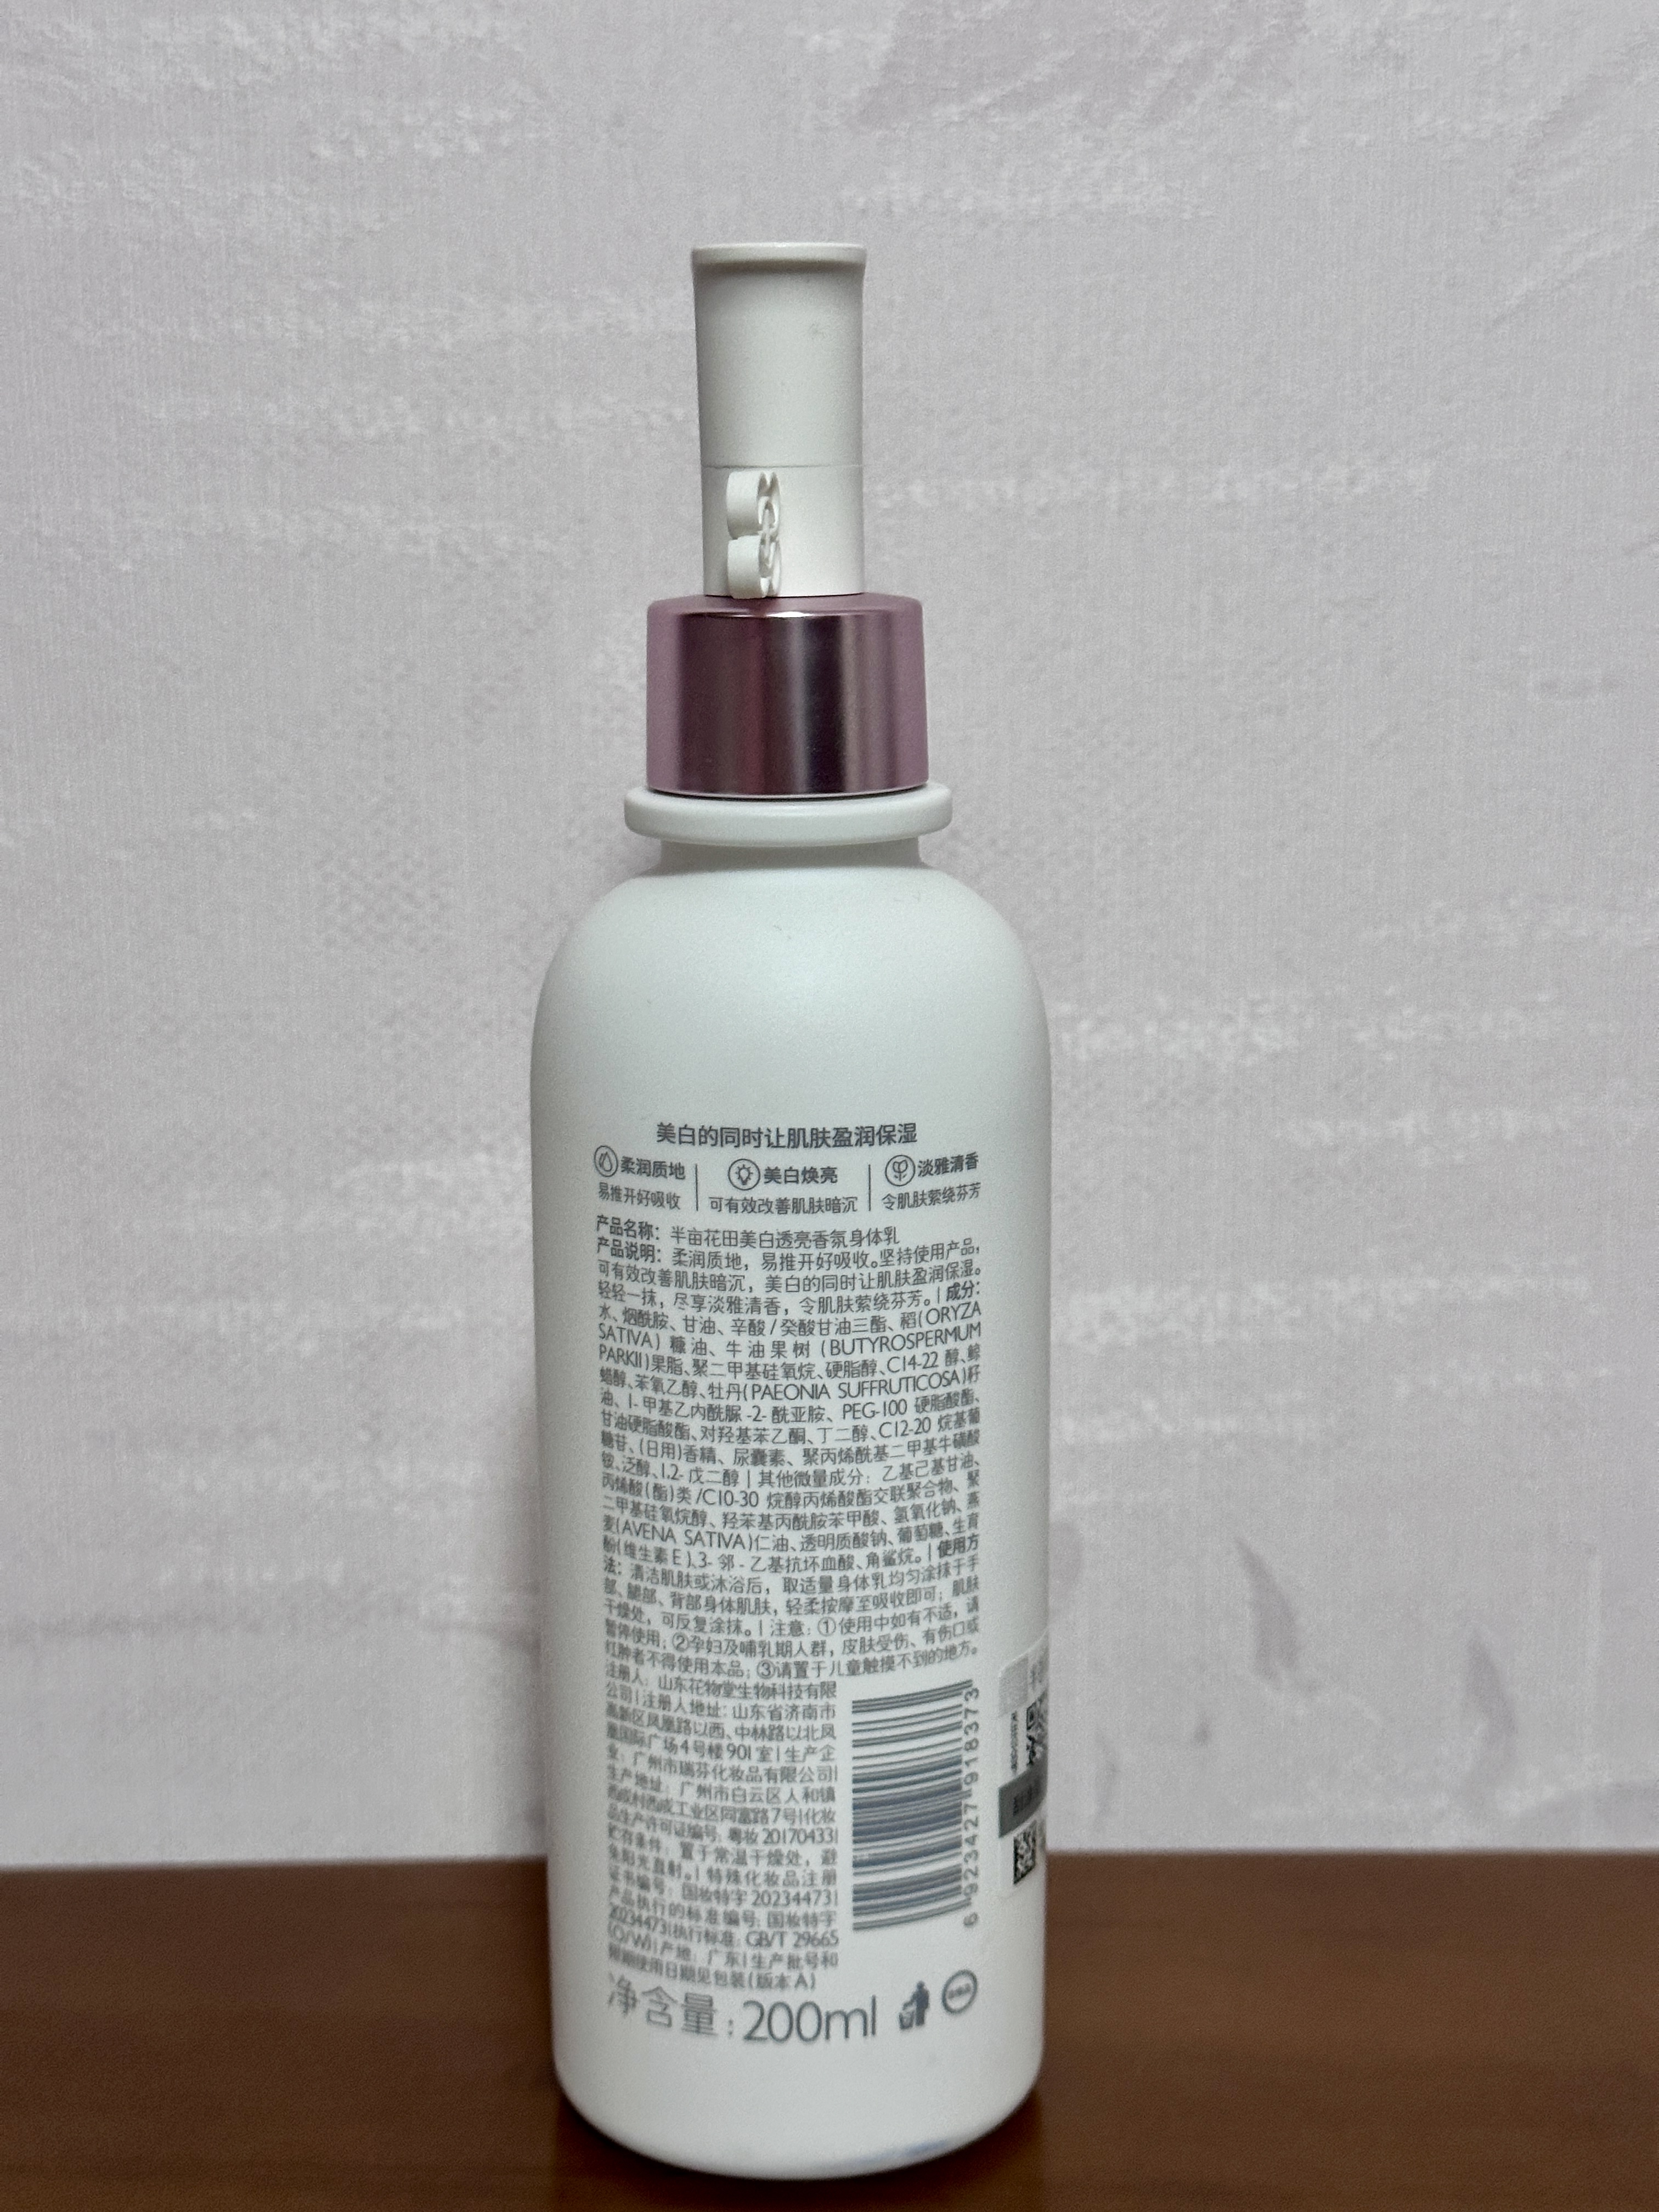 美白的同时让肌肤盈润保湿
柔润质地 美白焕亮 淡雅清香
易推开好吸收 可有效改善肌肤暗沉 令肌肤萦绕芬芳
产品名称：半亩花田美白透亮香氛身体乳
产品说明：柔润质地，易推开好吸收。坚持使用产品，
可有效改善肌肤暗沉，美白的同时让肌肤盈润保湿。
轻轻一抹，尽享淡雅清香，令肌肤萦绕芬芳。| 成分：
水、烟酰胺、甘油、辛酸/癸酸甘油三酯、稻(ORYZA
SATIVA) 糠油、牛油果树 (BUTYROSPERMUM
PARKII)果脂、聚二甲基硅氧烷、硬脂醇、C14-22 醇、鲸
蜡醇、苯氧乙醇、牡丹(PAEONIA SUFFRUTICOSA)籽
油、1-甲基乙内酰脲-2-酰亚胺、PEG-100 硬脂酸酯、
甘油硬脂酸酯、对羟基苯乙酮、丁二醇、C12-20 烷基葡
糖苷、(日用)香精、尿囊素、聚丙烯酰基二甲基牛磺酸
铵、泛醇、1,2-戊二醇 | 其他微量成分：乙基己基甘油、
丙烯酸(酯)类/C10-30 烷醇丙烯酸酯交联聚合物、聚
二甲基硅氧烷醇、羟苯基丙酰胺苯甲酸、氢氧化钠、燕
麦(AVENA SATIVA)仁油、透明质酸钠、葡萄糖、生育
酚(维生素E)、3-邻-乙基抗坏血酸、角鲨烷。| 使用方
法：清洁肌肤或沐浴后，取适量身体乳均匀涂抹于手
部、腿部、背部身体肌肤，轻柔按摩至吸收即可；肌肤
干燥处，可反复涂抹。| 注意：①使用中如有不适，请
暂停使用；②孕妇及哺乳期人群，皮肤受伤、有伤口或
红肿者不得使用本品；③请置于儿童触摸不到的地方。
注册人：山东花物堂生物科技有限
公司 | 注册人地址：山东省济南市
高新区凤凰路以西、中林路以北凤
凰国际广场4号楼901室 | 生产企
业：广州市瑞芬化妆品有限公司 |
生产地址：广州市白云区人和镇
西成村西成工业区同富路7号 | 化妆
品生产许可证编号：粤妆20170433 |
贮存条件：置于常温干燥处，避
免阳光直射。| 特殊化妆品注册
证书编号：国妆特字20234473 |
产品执行的标准编号：国妆特字
20234473 | 执行标准：GB/T 29665
(O/W) | 产地：广东 | 生产批号和
限期使用日期见包装(版本A)
6 923427 918373
净含量：200ml